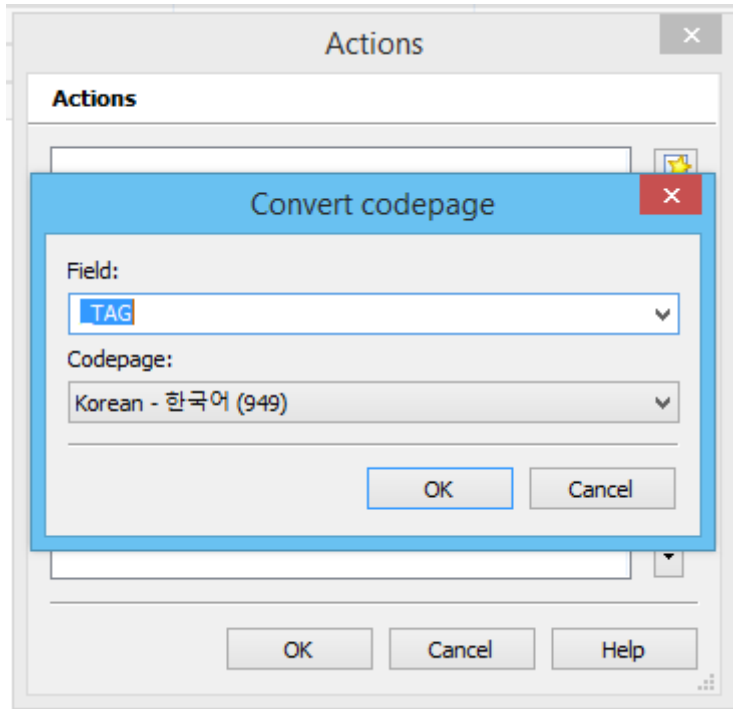 Actions
Actions
Convert codepage
Field:
_TAG
Codepage:
Korean - 한국어 (949)
OK
Cancel
OK
Cancel
Help